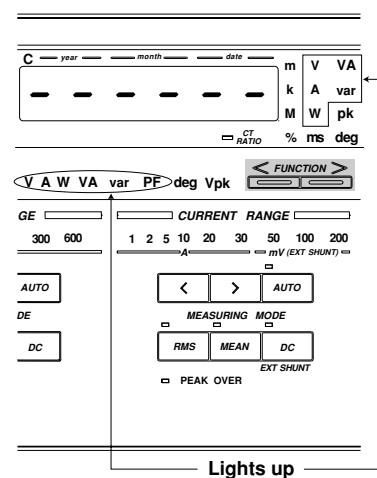 C year month date m V VA
– – – – – – k A var
M W pk
CT RATIO % ms deg
V A W VA var PF deg Vpk < FUNCTION >
GE CURRENT RANGE
300 600 1 2 5 10 20 30 50 100 200
A mV (EXT SHUNT)
AUTO < > AUTO
DE MEASURING MODE
DC RMS MEAN DC
EXT SHUNT
PEAK OVER
Lights up